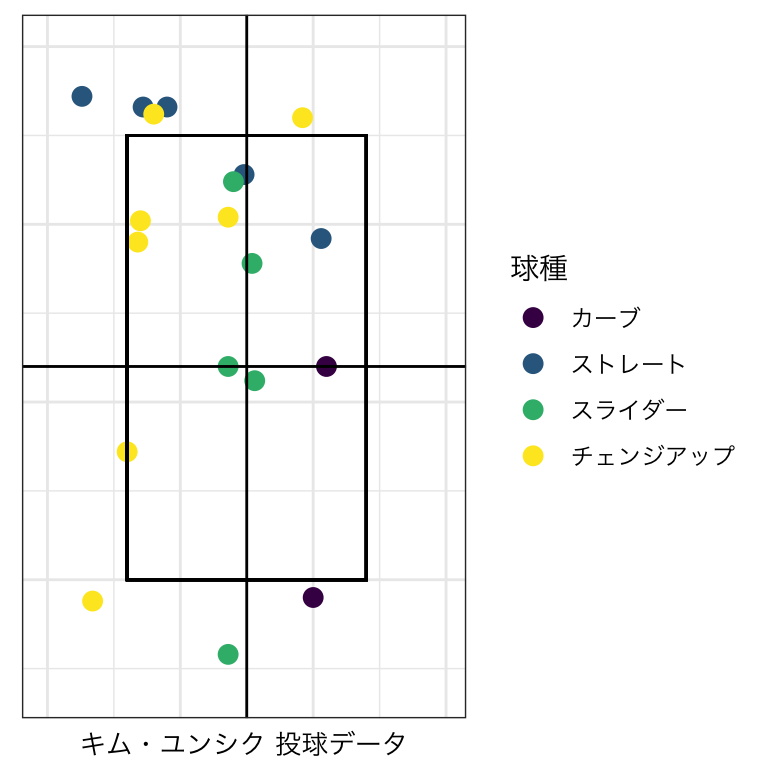 球種
カーブ
ストレート
スライダー
チェンジアップ
キム・ユンシク 投球データ